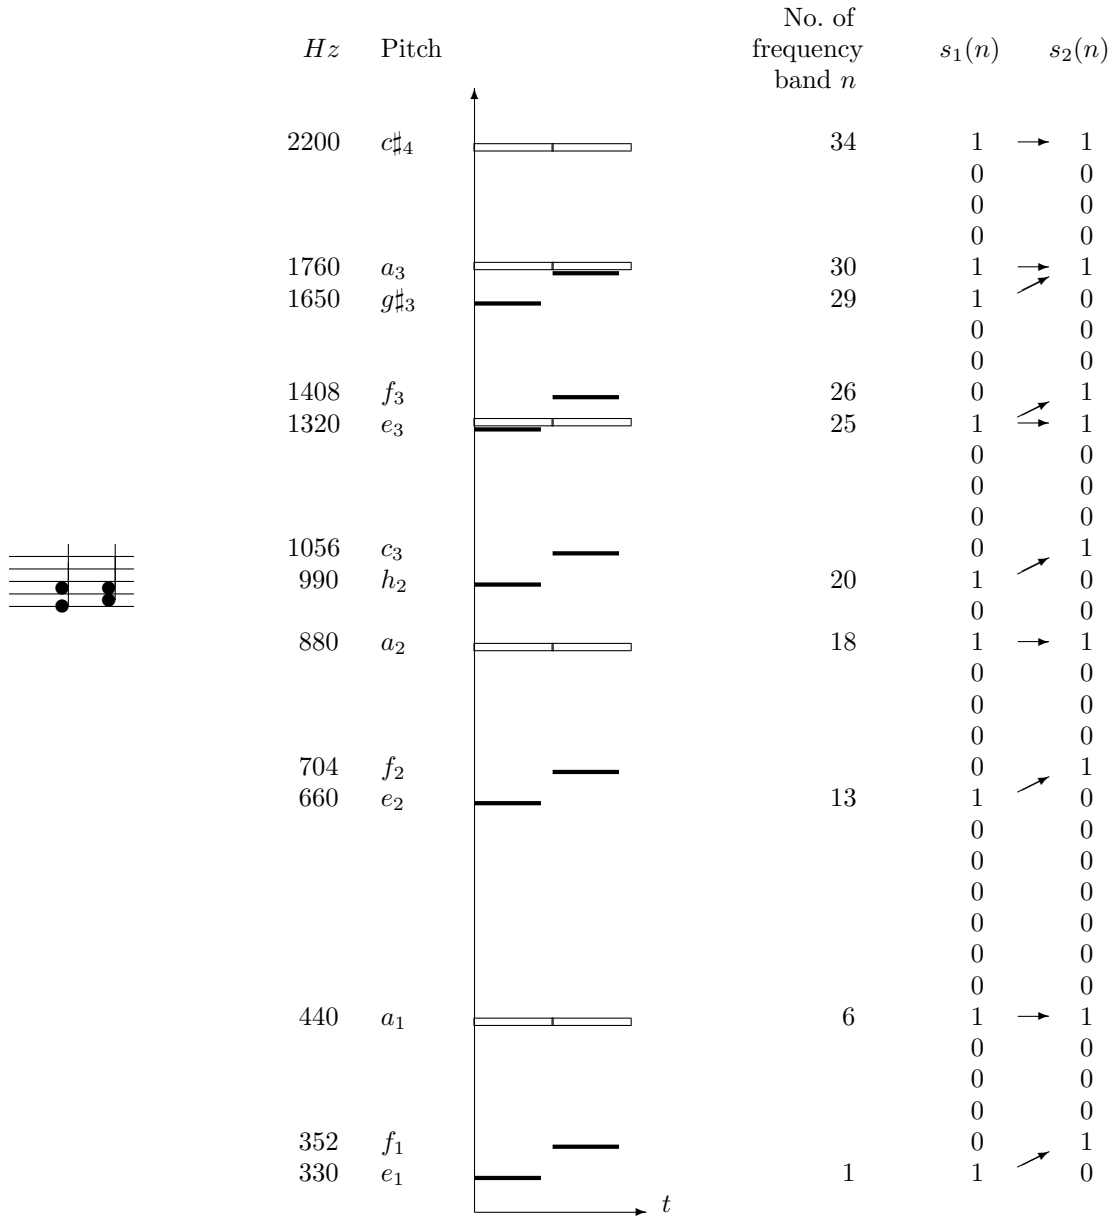 No. of
Hz Pitch frequency s₁(n) s₂(n)
band n
2200 c♯₄ 34 1 → 1
0 0
0 0
0 0
1760 a₃ 30 1 → 1
1650 g♯₃ 29 1 0
0 0
0 0
1408 f₃ 26 0 1
1320 e₃ 25 1 → 1
0 0
0 0
0 0
1056 c₃ 0 1
990 h₂ 20 1 0
0 0
880 a₂ 18 1 → 1
0 0
0 0
0 0
704 f₂ 0 1
660 e₂ 13 1 0
0 0
0 0
0 0
0 0
0 0
0 0
440 a₁ 6 1 → 1
0 0
0 0
0 0
352 f₁ 0 1
330 e₁ 1 1 0
t